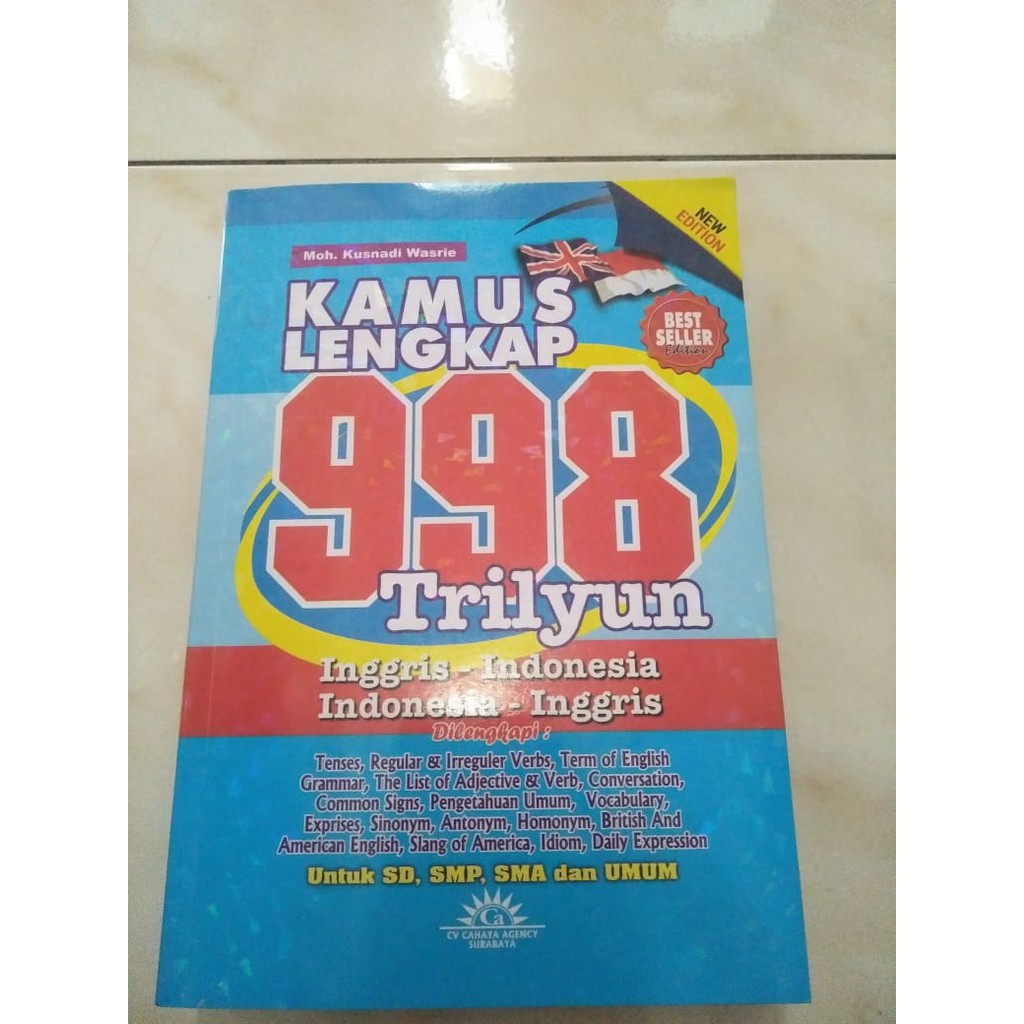 NEW
EDITION
Moh. Kusnadi Wasrie
KAMUS
LENGKAP
BEST
SELLER
Edition
998
Trilyun
Inggris - Indonesia
Indonesia - Inggris
Dilengkapi :
Tenses, Regular & Irreguler Verbs, Term of English
Grammar, The List of Adjective & Verb, Conversation,
Common Signs, Pengetahuan Umum, Vocabulary,
Exprises, Sinonym, Antonym, Homonym, British And
American English, Slang of America, Idiom, Daily Expression
Untuk SD, SMP, SMA dan UMUM
Ca
CV CAHAYA AGENCY
SURABAYA